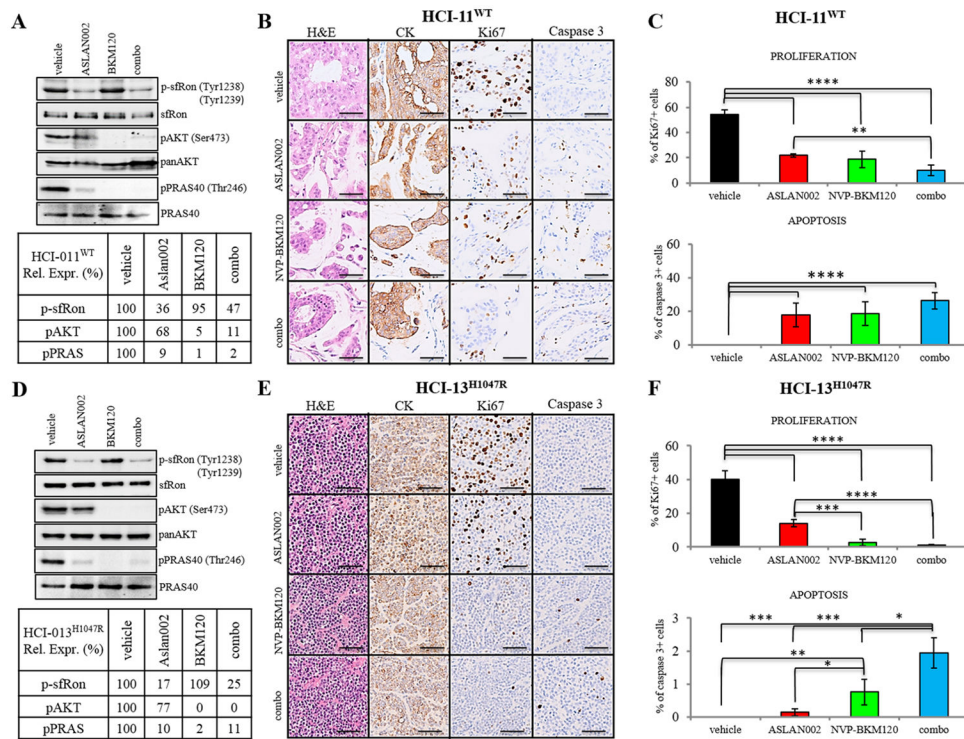 A
vehicle
ASLAN002
BKM120
combo
p-sfRon (Tyr1238)
(Tyr1239)
sfRon
pAKT (Ser473)
panAKT
pPRAS40 (Thr246)
PRAS40
HCI-011WT
Rel. Expr. (%)
vehicle
Aslan002
BKM120
combo
p-sfRon 100 36 95 47
pAKT 100 68 5 11
pPRAS 100 9 1 2
B
HCI-11WT
H&E CK Ki67 Caspase 3
vehicle
ASLAN002
NVP-BKM120
combo
C
HCI-11WT
PROLIFERATION
% of Ki67+ cells
80
60
40
20
0
****
**
vehicle ASLAN002 NVP-BKM120 combo
APOPTOSIS
% of caspase 3+ cells
60
40
20
0
****
vehicle ASLAN002 NVP-BKM120 combo
D
vehicle
ASLAN002
BKM120
combo
p-sfRon (Tyr1238)
(Tyr1239)
sfRon
pAKT (Ser473)
panAKT
pPRAS40 (Thr246)
PRAS40
HCI-013H1047R
Rel. Expr. (%)
vehicle
Aslan002
BKM120
combo
p-sfRon 100 17 109 25
pAKT 100 77 0 0
pPRAS 100 10 2 11
E
HCI-13H1047R
H&E CK Ki67 Caspase 3
vehicle
ASLAN002
NVP-BKM120
combo
F
HCI-13H1047R
PROLIFERATION
% of Ki67+ cells
60
40
20
0
****
****
***
vehicle ASLAN002 NVP-BKM120 combo
APOPTOSIS
% of caspase 3+ cells
3
2
1
0
*** *** *
**
*
vehicle ASLAN002 NVP-BKM120 combo